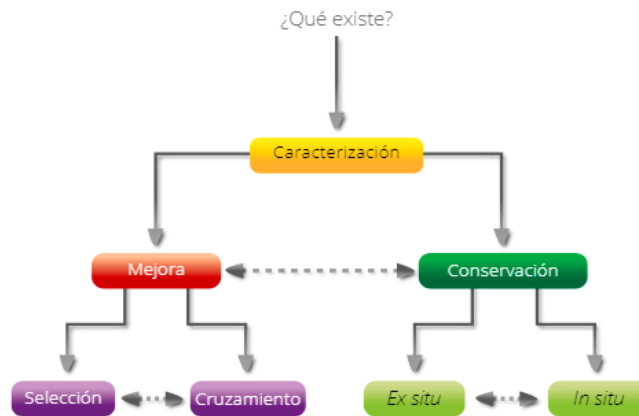 ¿Qué existe?
Caracterización
Mejora
Conservación
Selección
Cruzamiento
Ex situ
In situ